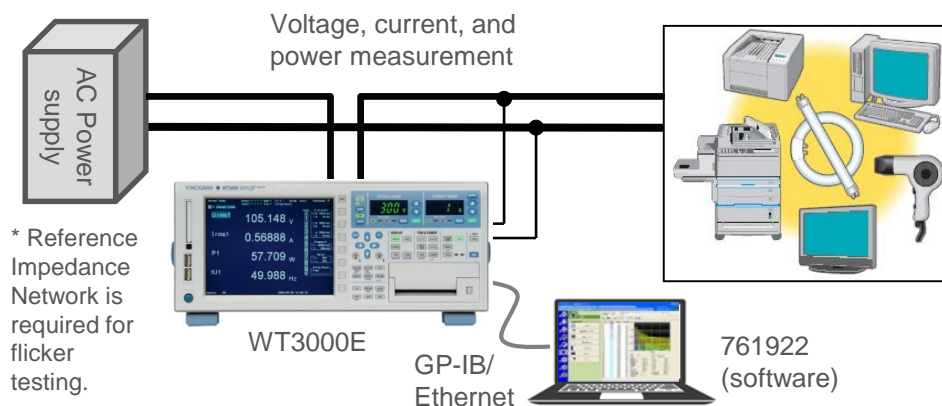 Voltage, current, and
power measurement
AC Power
supply
* Reference
Impedance
Network is
required for
flicker
testing.
YOKOGAWA
WT3000
Urms1 105.148 V
Irms1 0.56888 A
P1 57.709 W
fU1 49.988 Hz
300 V
WT3000E
GP-IB/
Ethernet
761922
(software)